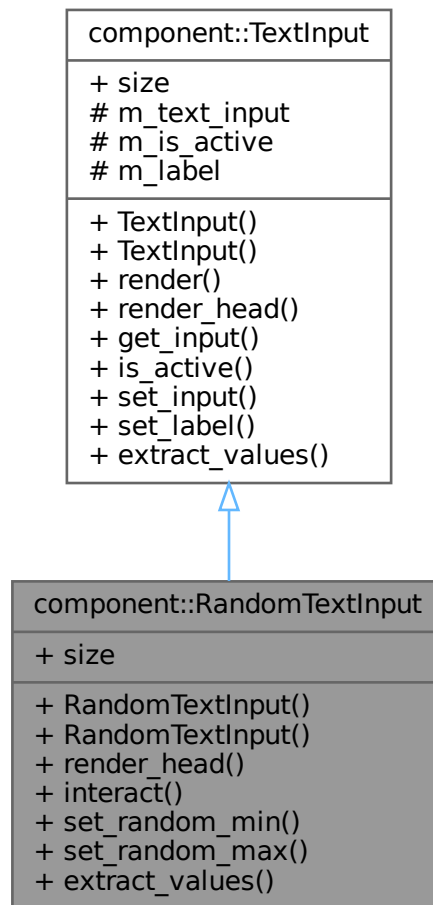 component::TextInput
+ size
# m_text_input
# m_is_active
# m_label
+ TextInput()
+ TextInput()
+ render()
+ render_head()
+ get_input()
+ is_active()
+ set_input()
+ set_label()
+ extract_values()
component::RandomTextInput
+ size
+ RandomTextInput()
+ RandomTextInput()
+ render_head()
+ interact()
+ set_random_min()
+ set_random_max()
+ extract_values()